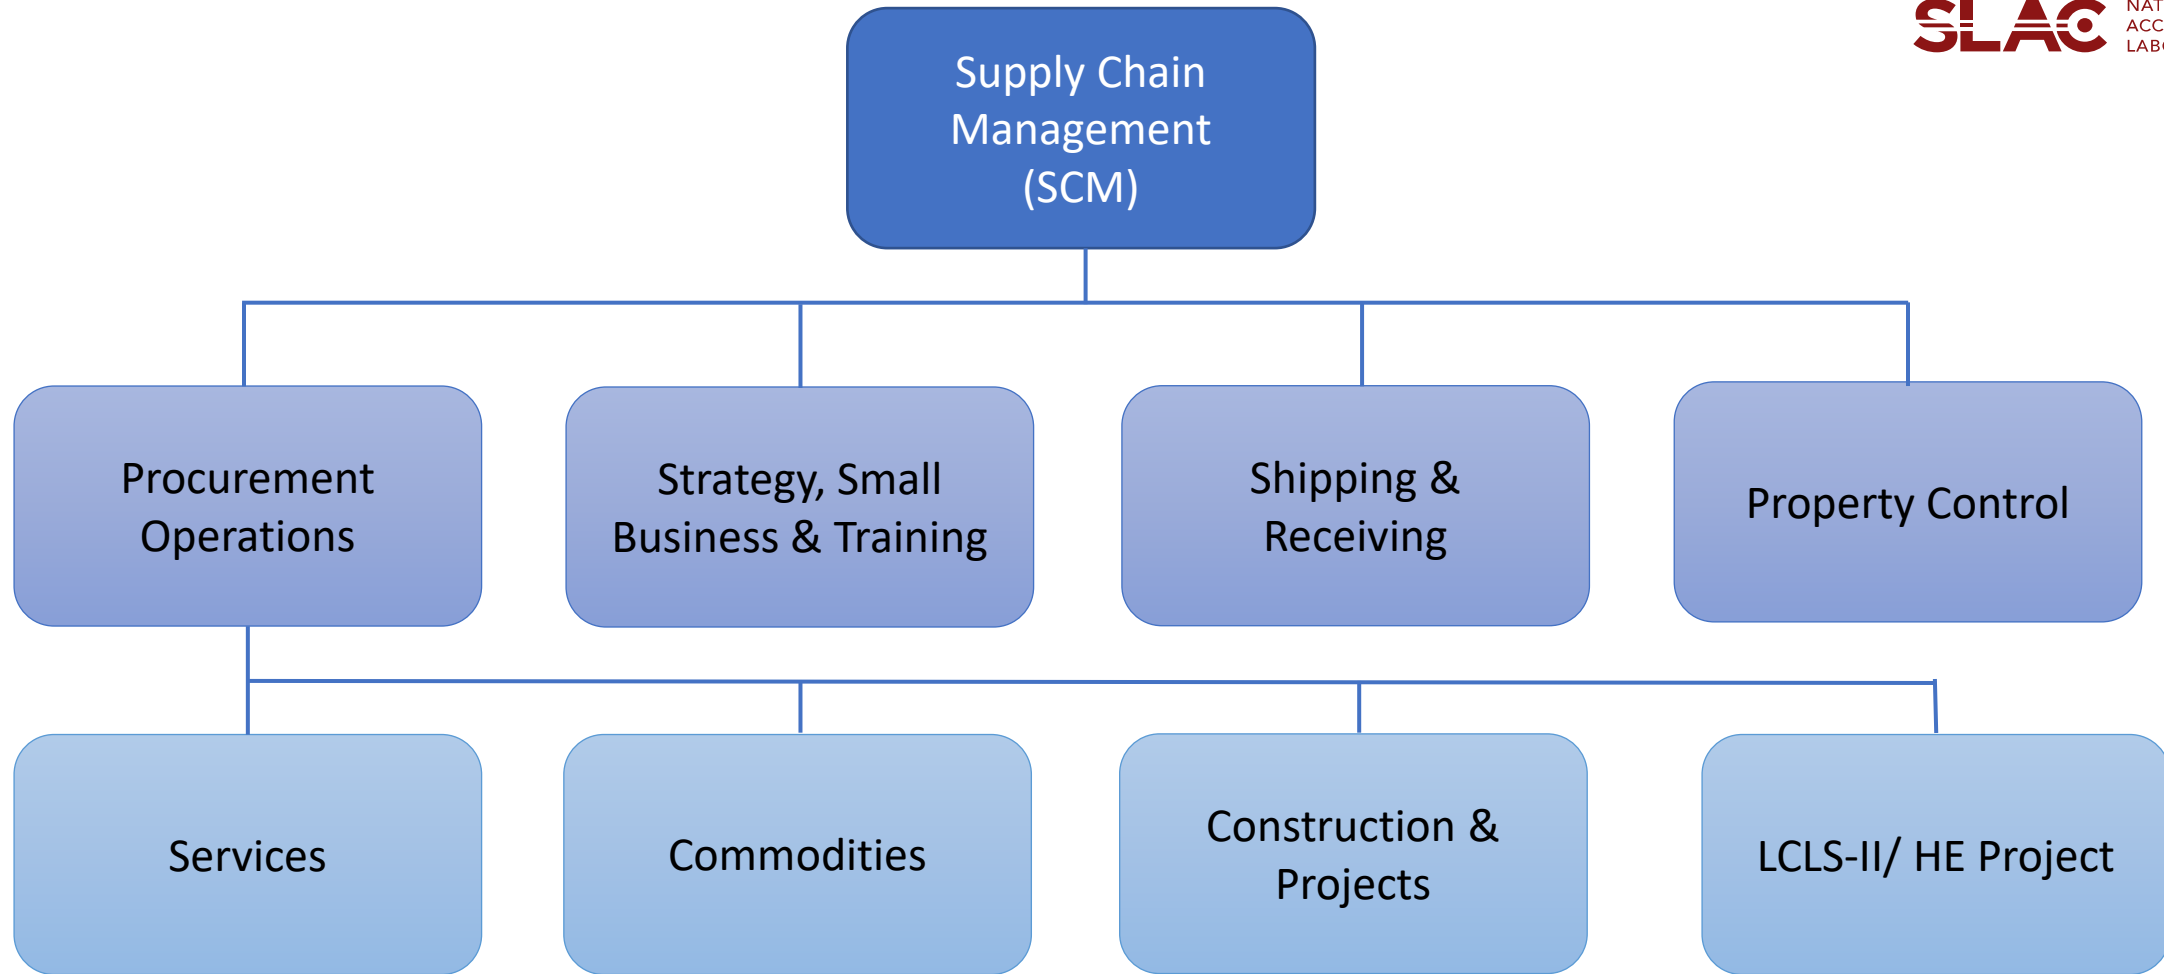 SLAC
Supply Chain
Management
(SCM)
Procurement
Operations
Strategy, Small
Business & Training
Shipping &
Receiving
Property Control
Services
Commodities
Construction &
Projects
LCLS-II/ HE Project